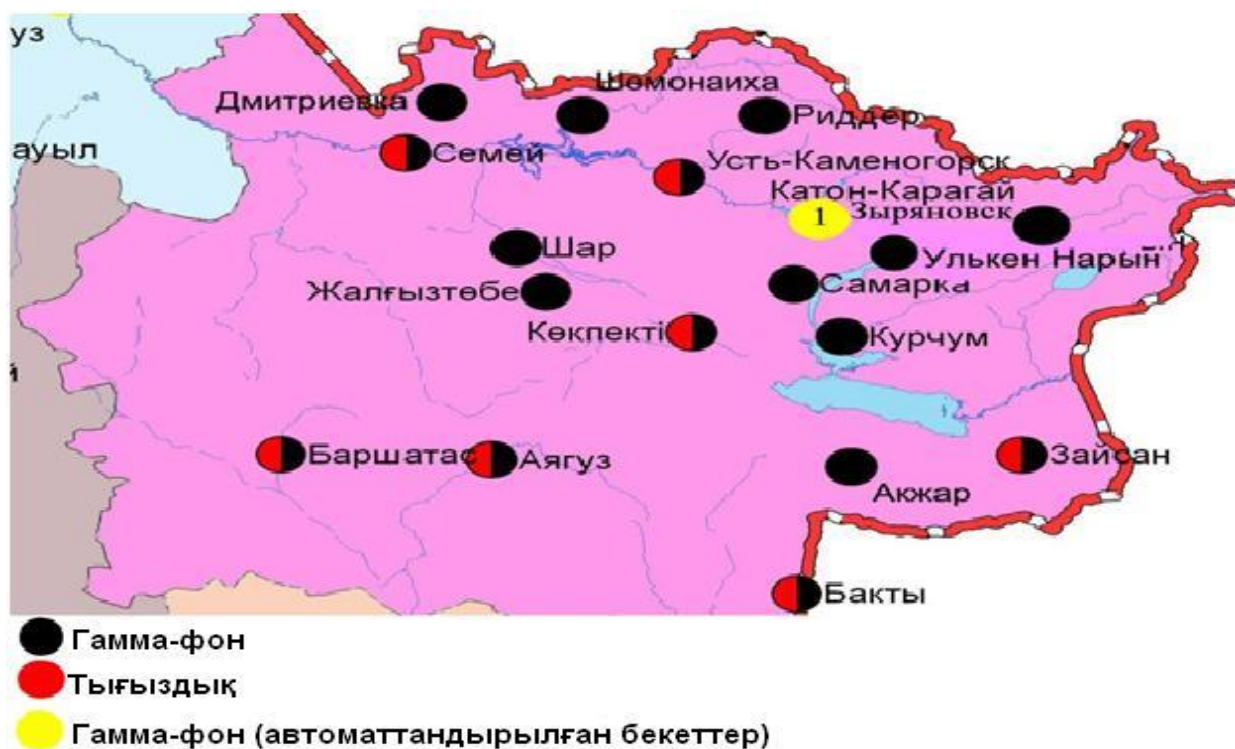 уз
Шемонаиха
Дмитриевка
Риддер
ауыл
Семей
Усть-Каменогорск
Катон-Карагай
1
Зыряновск
Шар
Улькен Нарын
Самарка
Жалғызтөбе
Көкпекті
Курчум
й
Баршатас
Аягуз
Зайсан
Акжар
Бакты
Гамма-фон
Тығыздық
Гамма-фон (автоматтандырылған бекеттер)